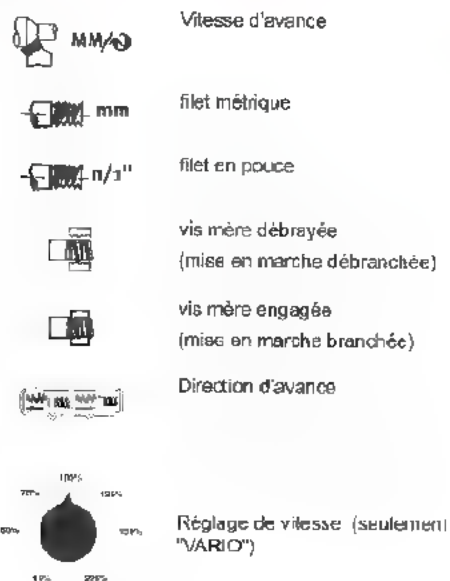 Vitesse d'avance
MM/
mm
filet métrique
n/1"
filet en pouce
vis mère débrayée
(mise en marche débranchée)
vis mère engagée
(mise en marche branchée)
Direction d'avance
100%
70%
Réglage de vitesse (seulement
"VARIO")